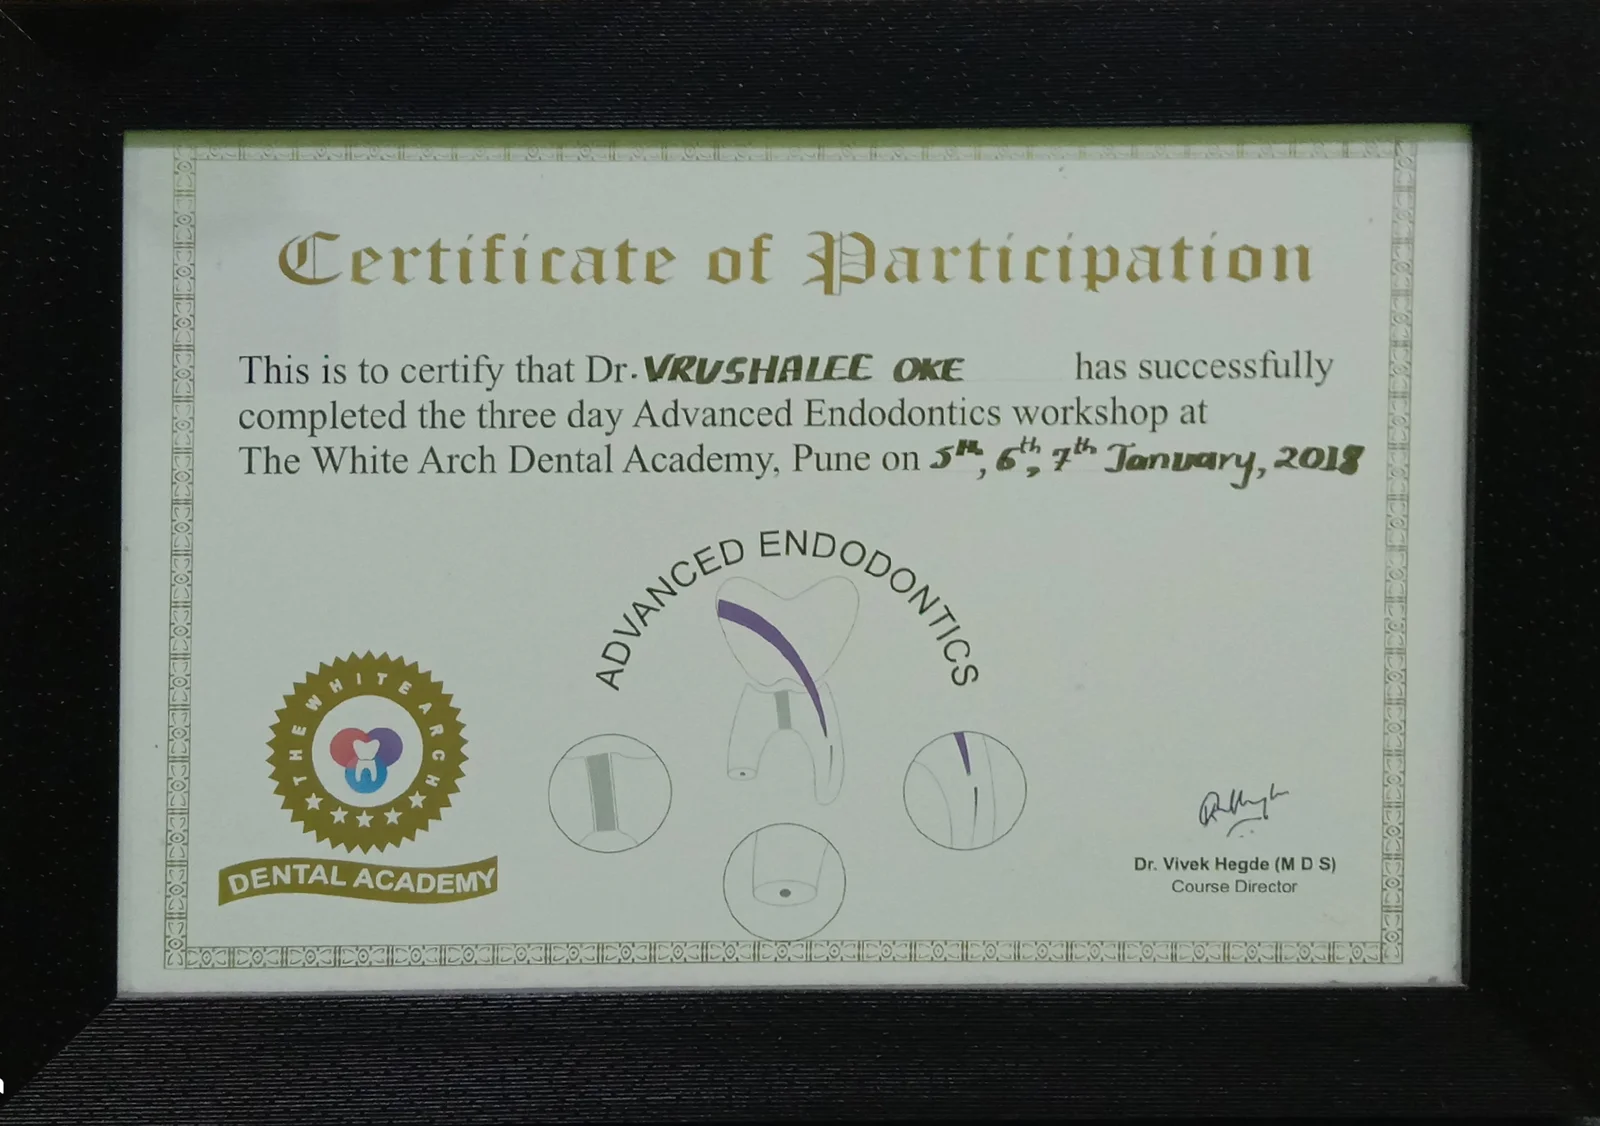 Certificate of Participation
This is to certify that Dr. VRUSHALEE OKE has successfully
completed the three day Advanced Endodontics workshop at
The White Arch Dental Academy, Pune on 5th, 6th, 7th January, 2018
ADVANCED ENDODONTICS
THE WHITE ARCH
DENTAL ACADEMY
Dr. Vivek Hegde (M D S)
Course Director